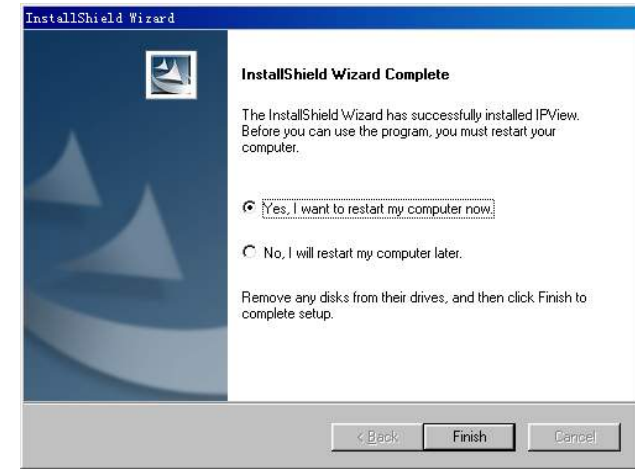 InstallShield Wizard
InstallShield Wizard Complete
The InstallShield Wizard has successfully installed IPView.
Before you can use the program, you must restart your
computer.
Yes, I want to restart my computer now.
No, I will restart my computer later.
Remove any disks from their drives, and then click Finish to
complete setup.
< Back Finish Cancel